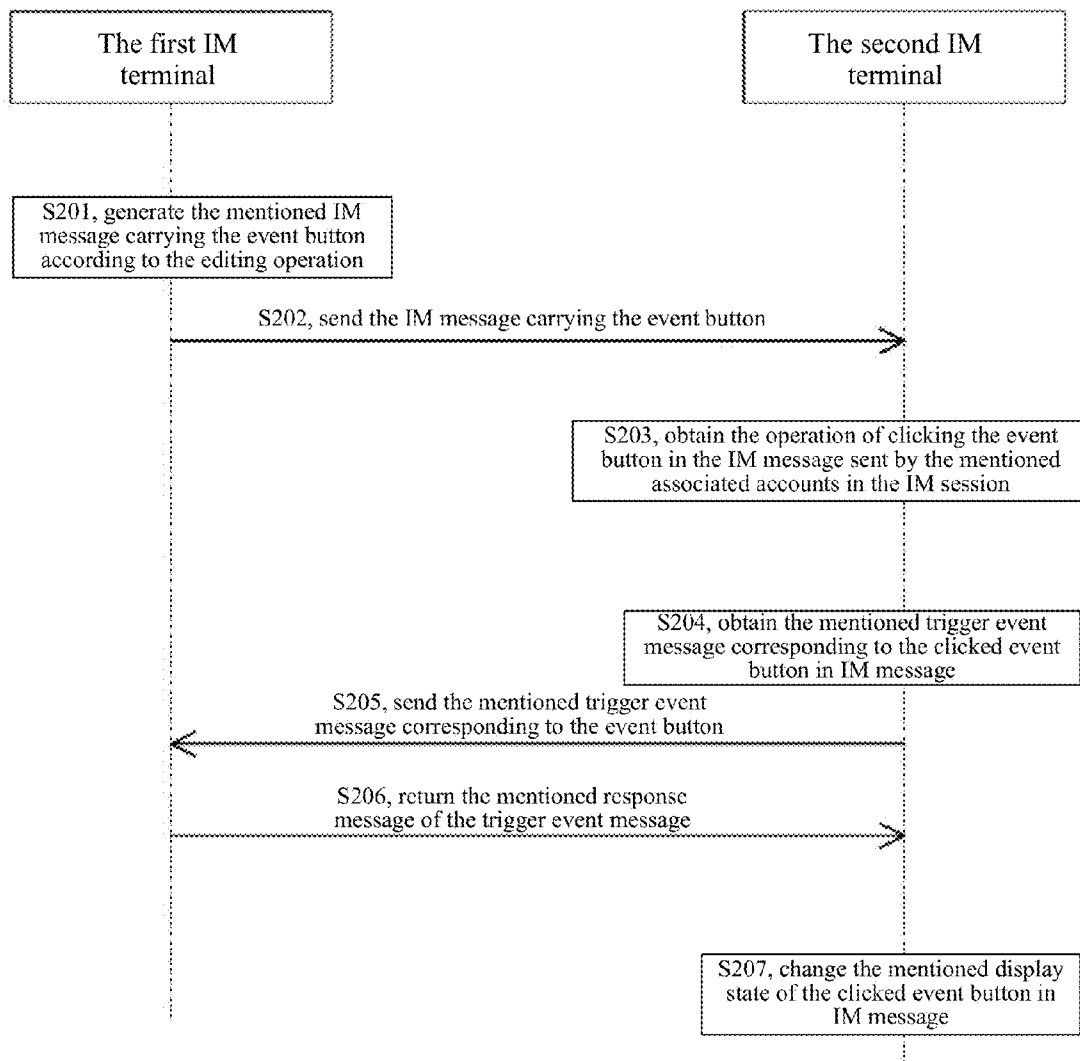 The first IM
terminal
The second IM
terminal
S201, generate the mentioned IM
message carrying the event button
according to the editing operation
S202, send the IM message carrying the event button
S203, obtain the operation of clicking the event
button in the IM message sent by the mentioned
associated accounts in the IM session
S204, obtain the mentioned trigger event
message corresponding to the clicked event
button in IM message
S205, send the mentioned trigger event
message corresponding to the event button
S206, return the mentioned response
message of the trigger event message
S207, change the mentioned display
state of the clicked event button in
IM message